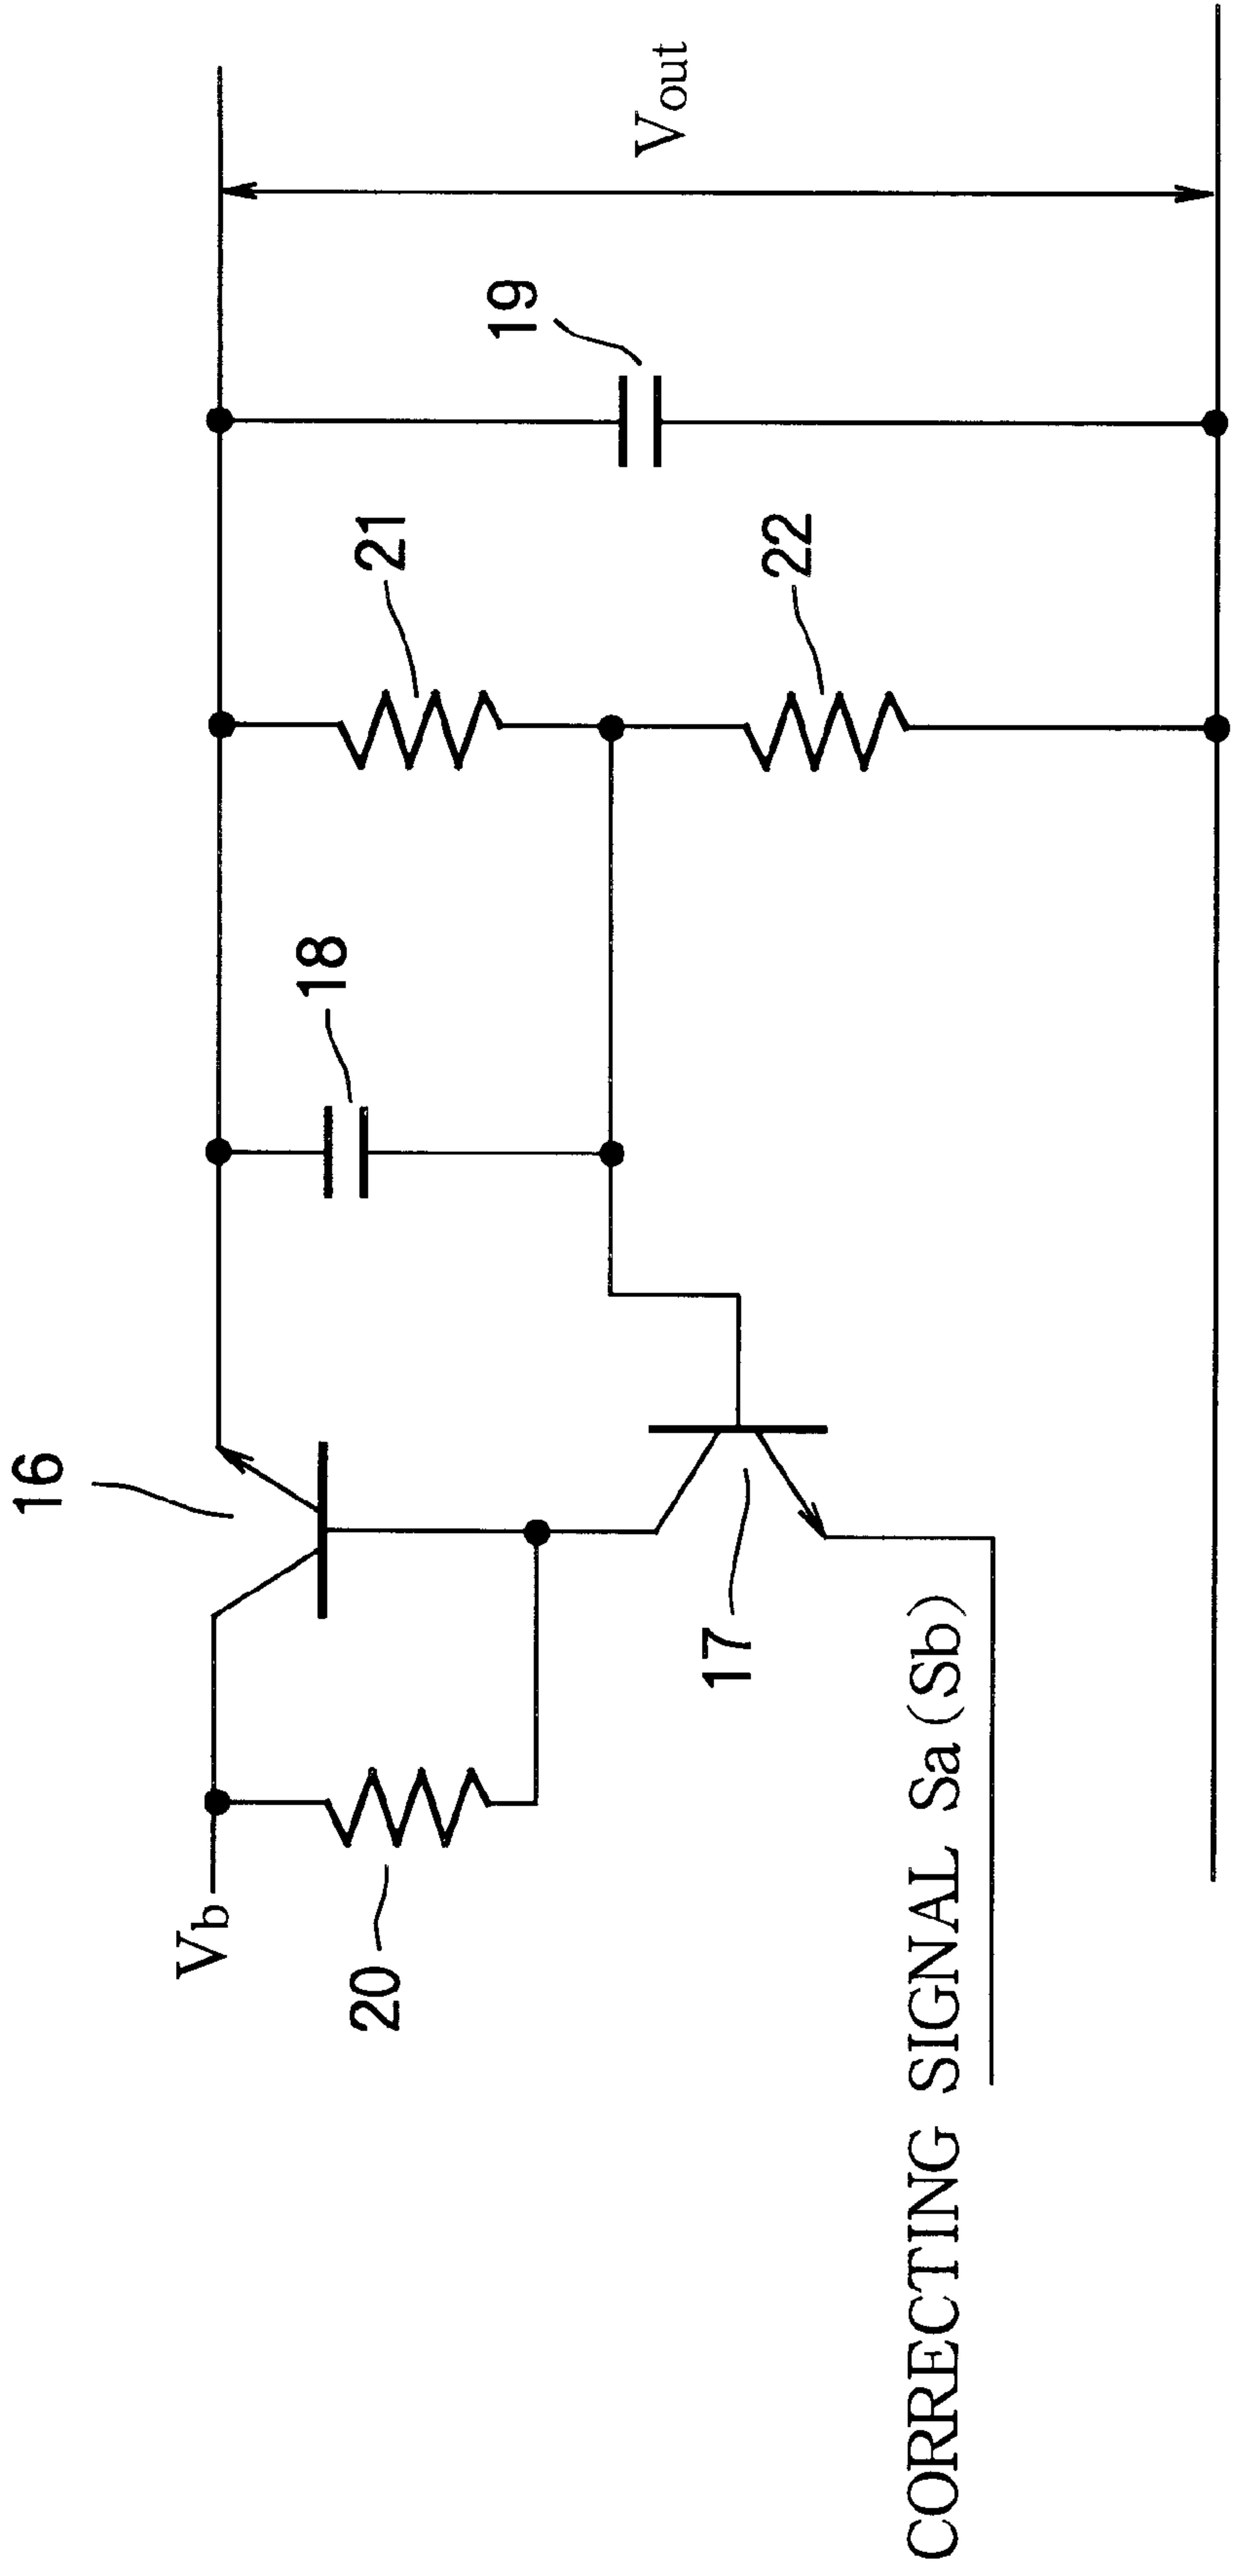 16
Vb
20
17
CORRECTING SIGNAL Sa(Sb)
18
21
22
19
Vout